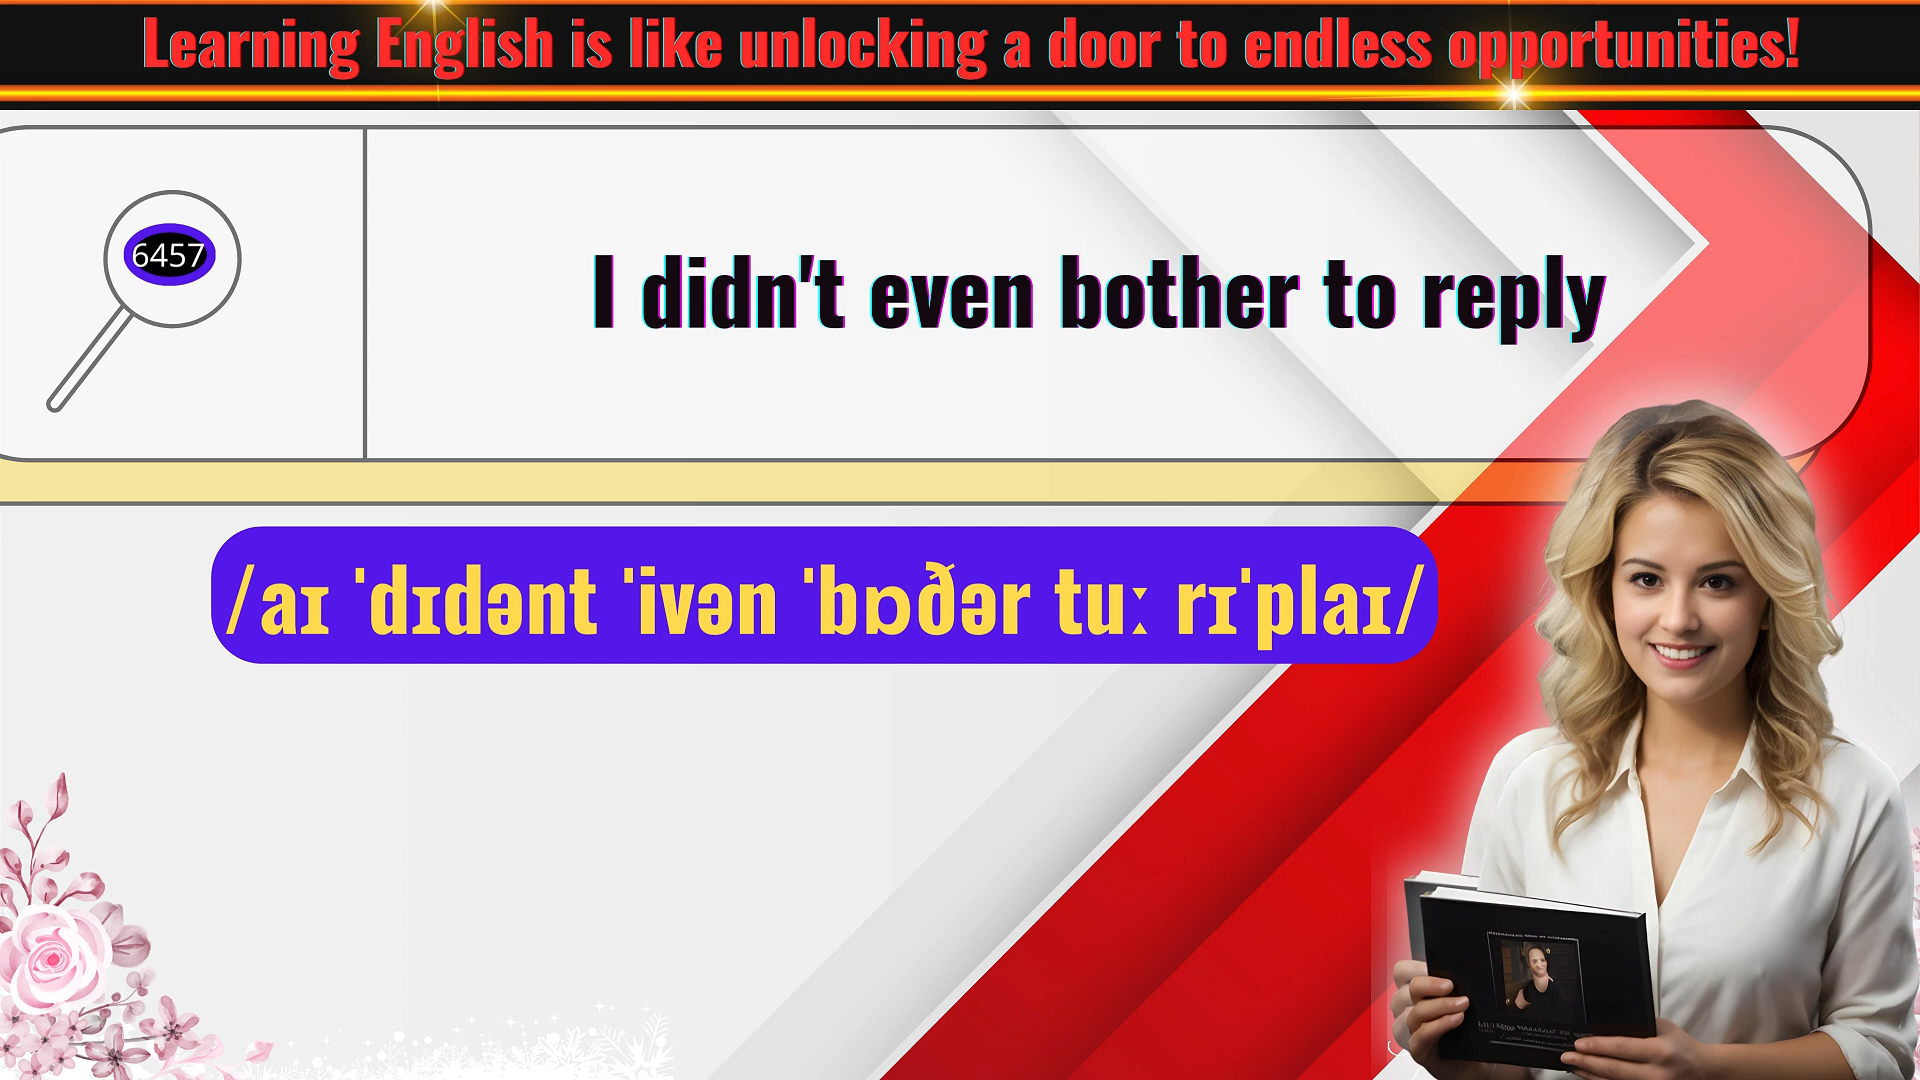 Learning English is like unlocking a door to endless opportunities!
6457
I didn't even bother to reply
/aɪ ˈdɪdənt ˈivən ˈbɒðər tuː rɪˈplaɪ/